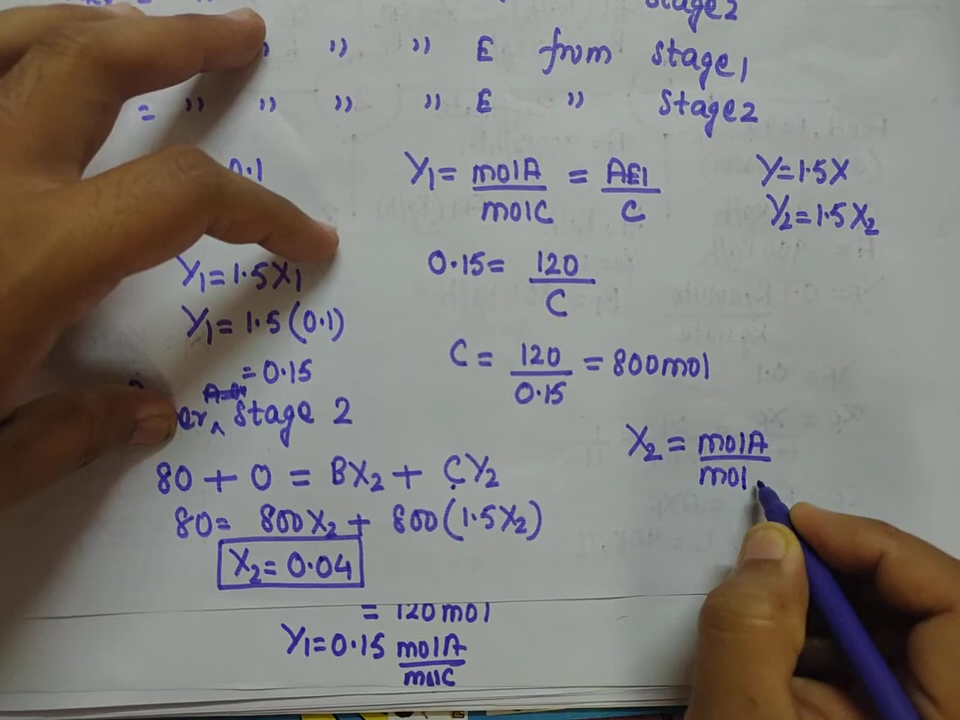 stage2
" " E from stage1
= " " " " E " stage2
0.1
Y1 = molA/molC = AE1/C
Y=1.5X
Y2=1.5X2
Y1=1.5X1
0.15= 120/C
Y1= 1.5(0.1)
=0.15
C = 120/0.15 = 800mol
stage 2
X2 = molA/mol
80 + 0 = BX2 + CY2
80= 800X2 + 800(1.5X2)
X2=0.04
= 120 mol
Y1=0.15 molA/molC